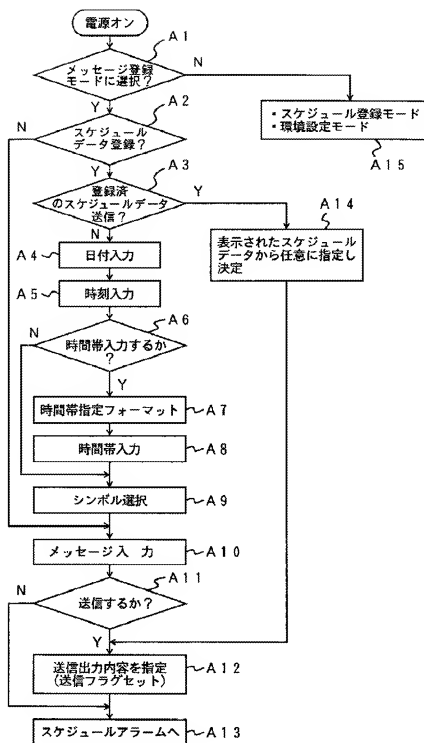 電源オン
A1
メッセージ登録
モードに選択?
N
Y
A2
・スケジュール登録モード
・環境設定モード
A15
N
スケジュール
データ登録?
Y
A3
登録済
のスケジュールデータ
送信?
Y
N
A14
表示されたスケジュール
データから任意に指定し
決定
A4
日付入力
A5
時刻入力
A6
N
時間帯入力するか
?
Y
時間帯指定フォーマット
A7
時間帯入力
A8
シンボル選択
A9
メッセージ入 力
A10
A11
N
送信するか?
Y
送信出力内容を指定
(送信フラグセット)
A12
スケジュールアラームへ
A13